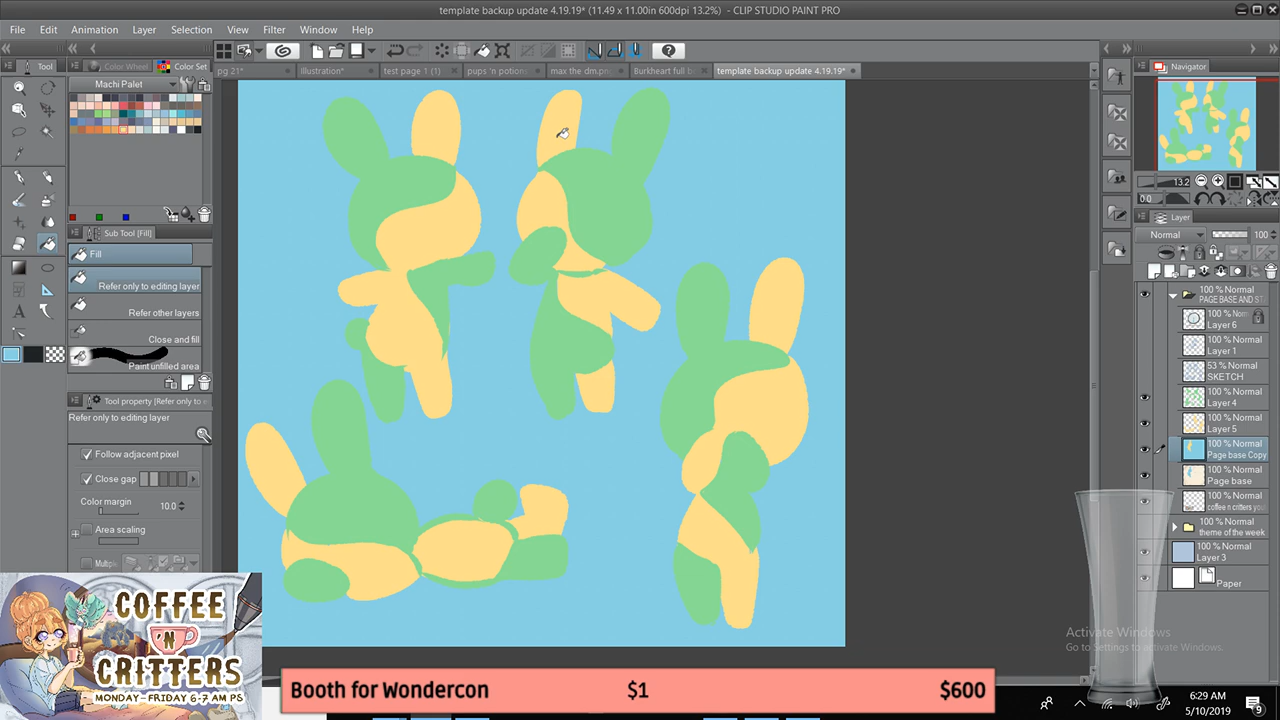 template backup update 4.19.19* (11.49 x 11.00in 600dpi 13.2%) - CLIP STUDIO PAINT PRO
File Edit Animation Layer Selection View Filter Window Help
Tool Color Wheel Color Set
pg 21* Illustration* test page 1 (1) pups 'n potions max the dm.png Burkheart full b template backup update 4.19.19*
Navigator
Machi Palet
13.2
0.0
Layer
Sub Tool [Fill]
Normal 100
Fill
Refer only to editing layer
Refer other layers
Close and fill
Paint unfilled area
100 % Normal
PAGE BASE AND ST
100 % Norm
Layer 6
100 % Normal
Layer 1
53 % Normal
SKETCH
100 % Normal
Layer 4
100 % Normal
Layer 5
100 % Normal
Page base Copy
100 % Normal
Page base
100 % Normal
coffee n critters you
100 % Normal
theme of the week
100 % Normal
Layer 3
Paper
Tool property [Refer only to e
Refer only to editing layer
Follow adjacent pixel
Close gap
Color margin
10.0
Area scaling
Multiple
COFFEE
'N
CRITTERS
MONDAY-FRIDAY 6-7 AM PS
Activate Windows
Go to Settings to activate Windows.
Booth for Wondercon $1 $600
6:29 AM
5/10/2019
9